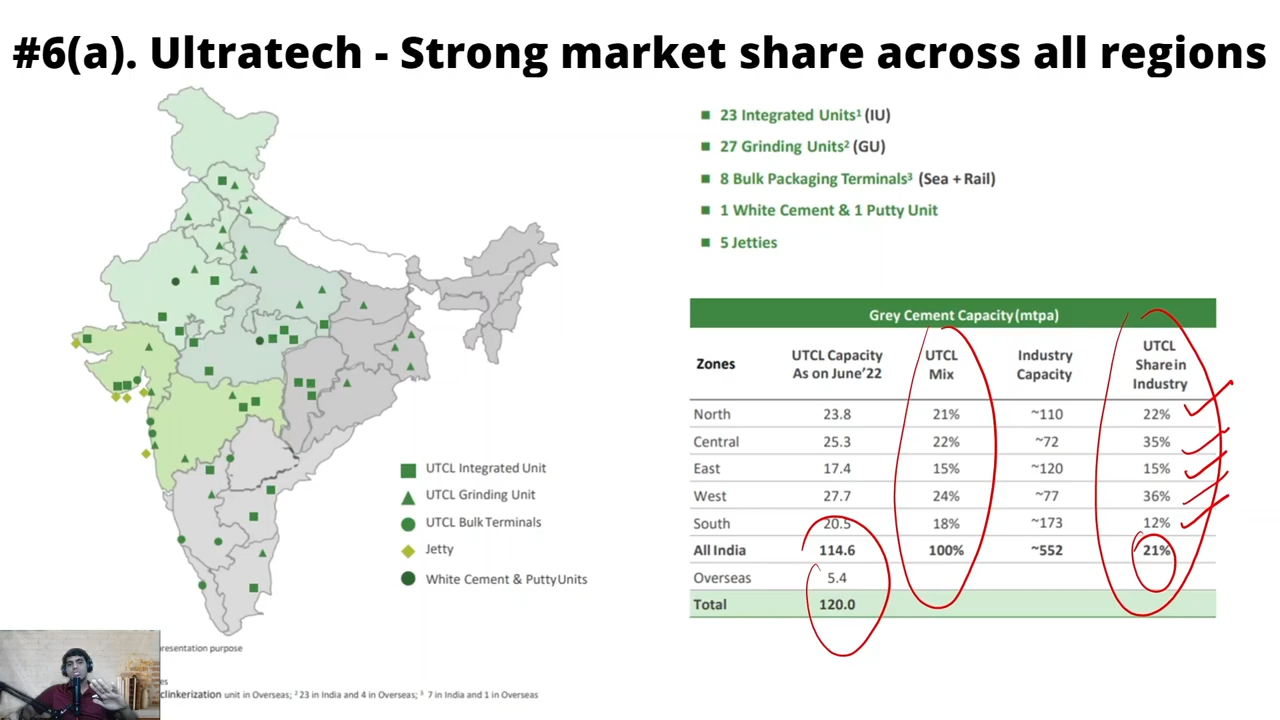 #6(a). Ultratech - Strong market share across all regions
23 Integrated Units¹ (IU)
27 Grinding Units² (GU)
8 Bulk Packaging Terminals³ (Sea + Rail)
1 White Cement & 1 Putty Unit
5 Jetties
UTCL Integrated Unit
UTCL Grinding Unit
UTCL Bulk Terminals
Jetty
White Cement & Putty Units
Grey Cement Capacity (mtpa)
Zones UTCL Capacity As on June'22 UTCL Mix Industry Capacity UTCL Share in Industry
North 23.8 21% ~110 22%
Central 25.3 22% ~72 35%
East 17.4 15% ~120 15%
West 27.7 24% ~77 36%
South 20.5 18% ~173 12%
All India 114.6 100% ~552 21%
Overseas 5.4
Total 120.0
presentation purpose
clinkerization unit in Overseas; ² 23 in India and 4 in Overseas; ³ 7 in India and 1 in Overseas